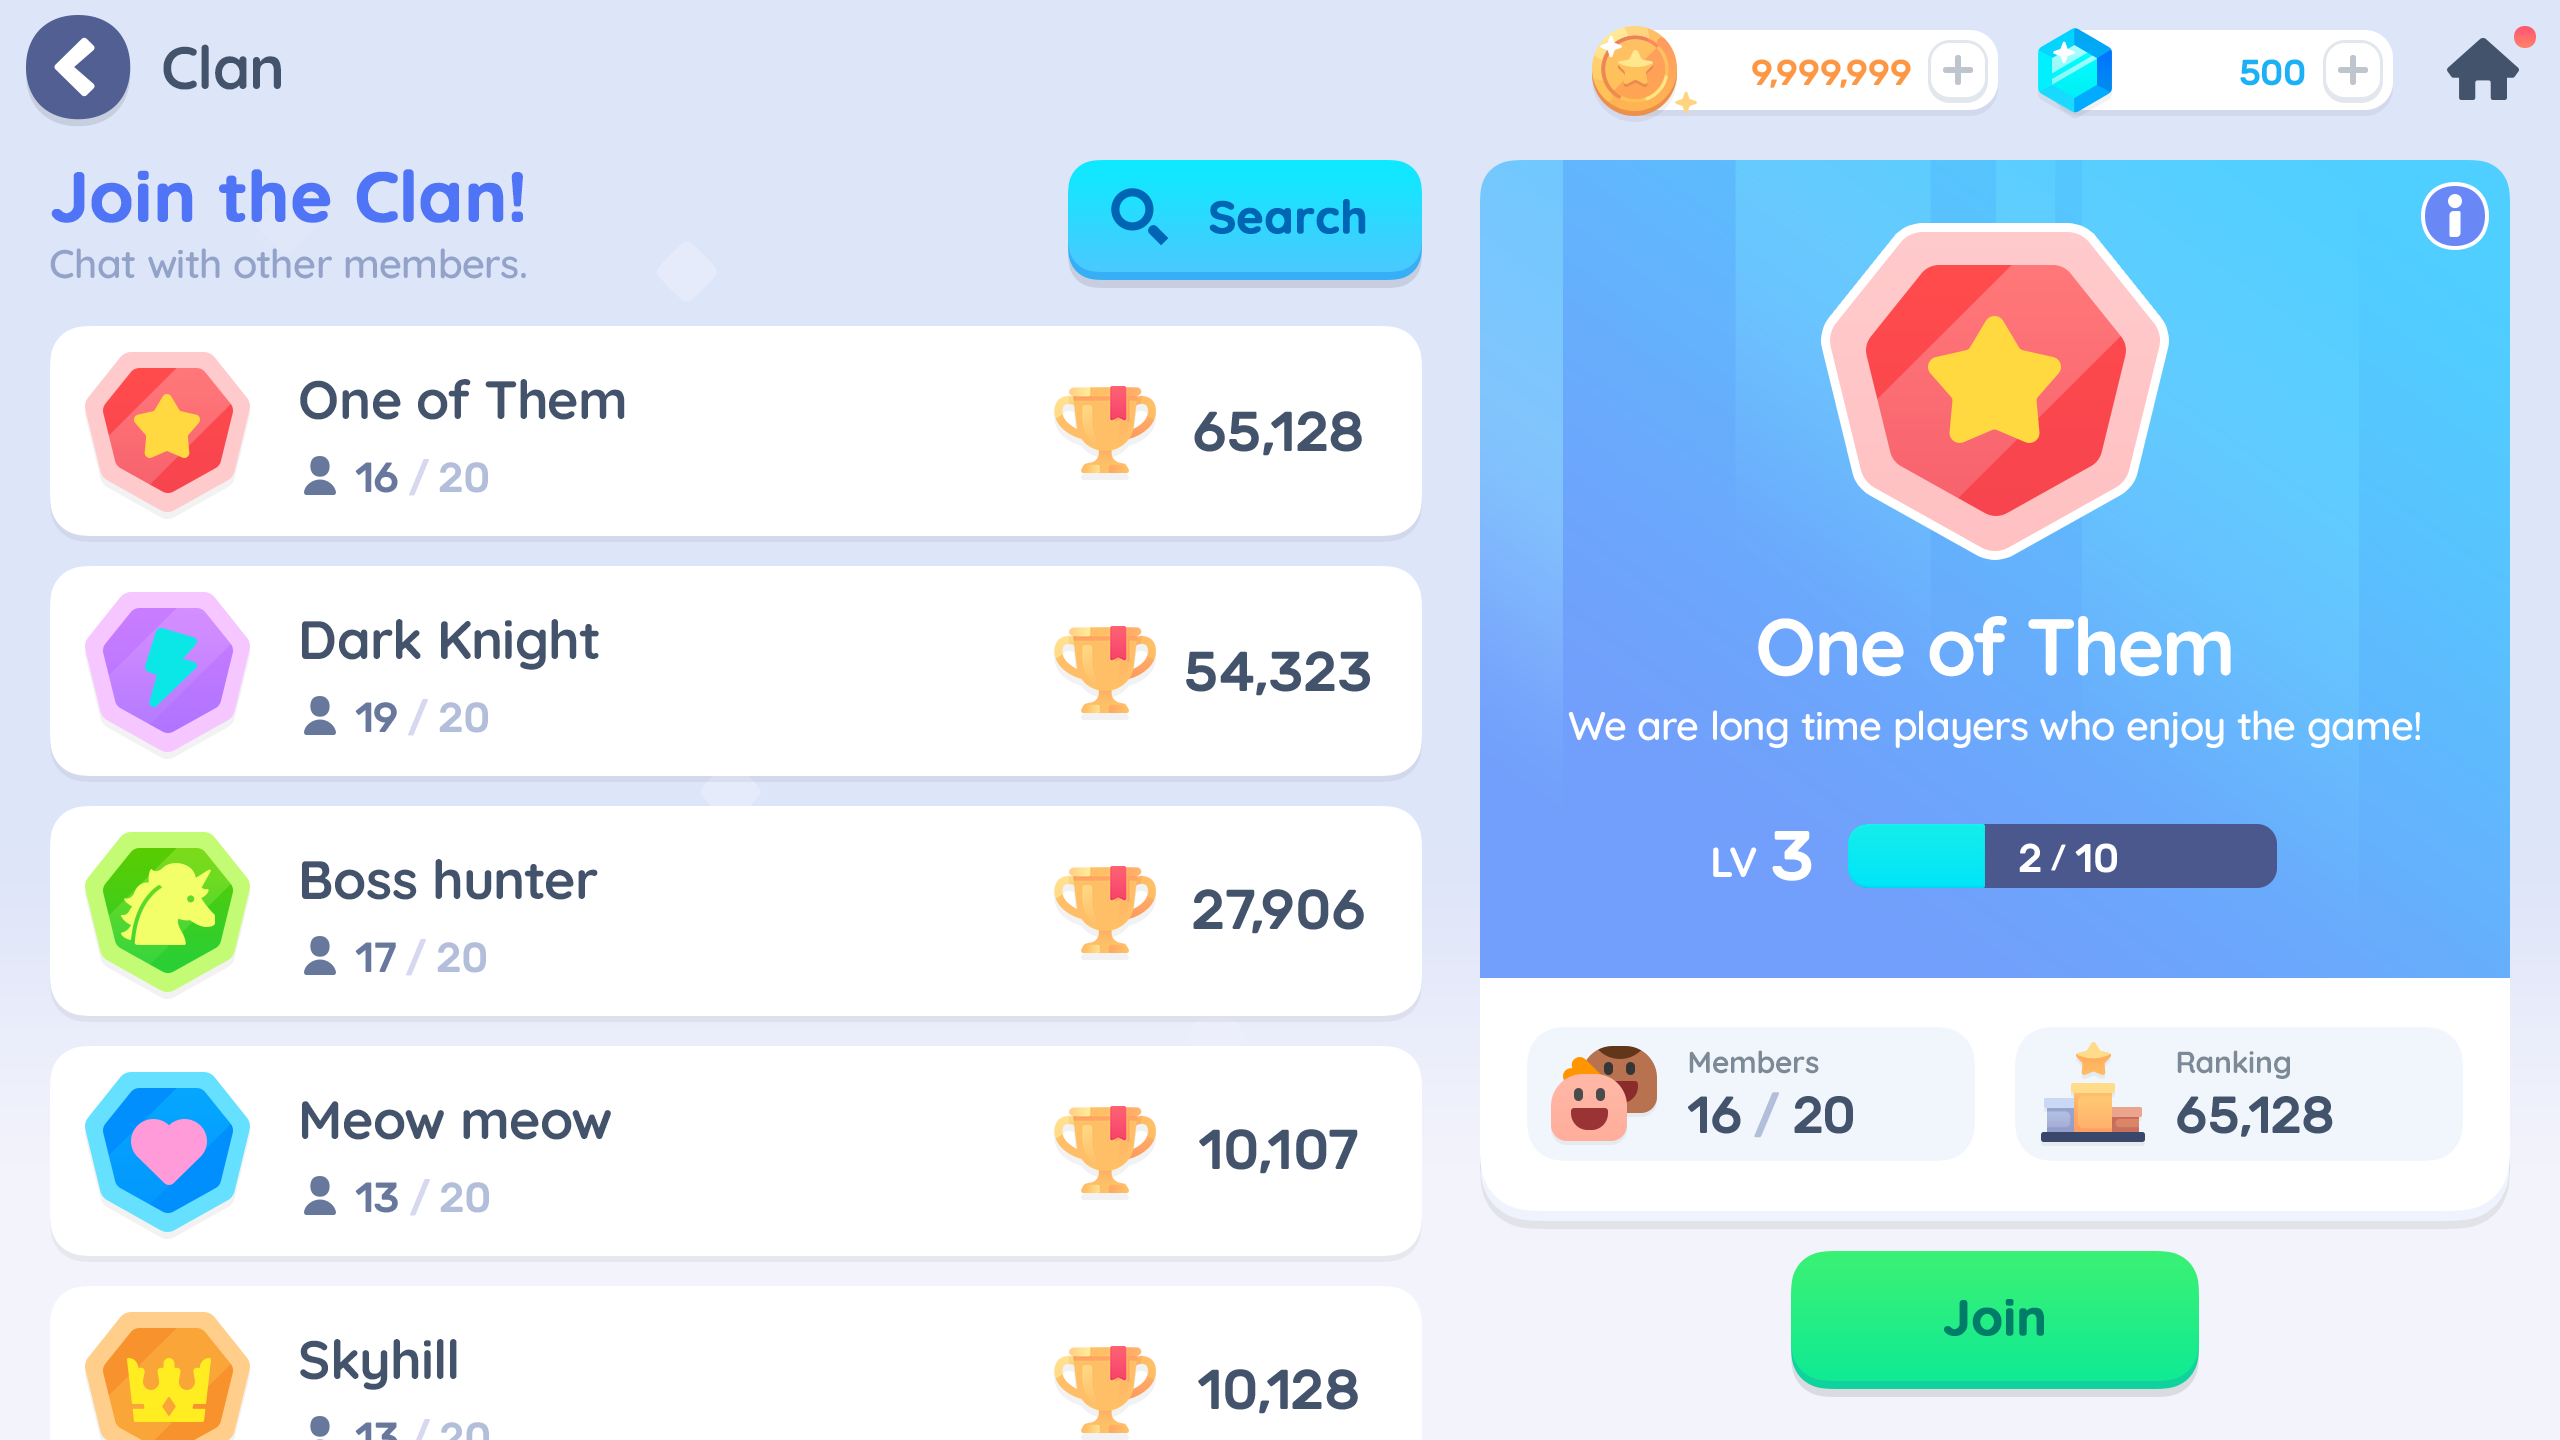 Clan
9,999,999
500
Join the Clan!
Chat with other members.
Search
One of Them
16 / 20
65,128
Dark Knight
19 / 20
54,323
Boss hunter
17 / 20
27,906
Meow meow
13 / 20
10,107
Skyhill
13 / 20
10,128
One of Them
We are long time players who enjoy the game!
LV 3
2 / 10
Members
16 / 20
Ranking
65,128
Join